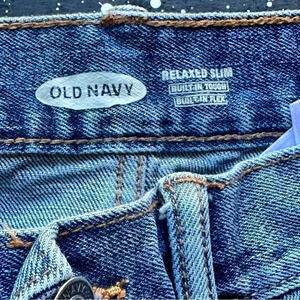 OLD NAVY
RELAXED SLIM
BUILT-IN TOUGH
BUILT-IN FLEX